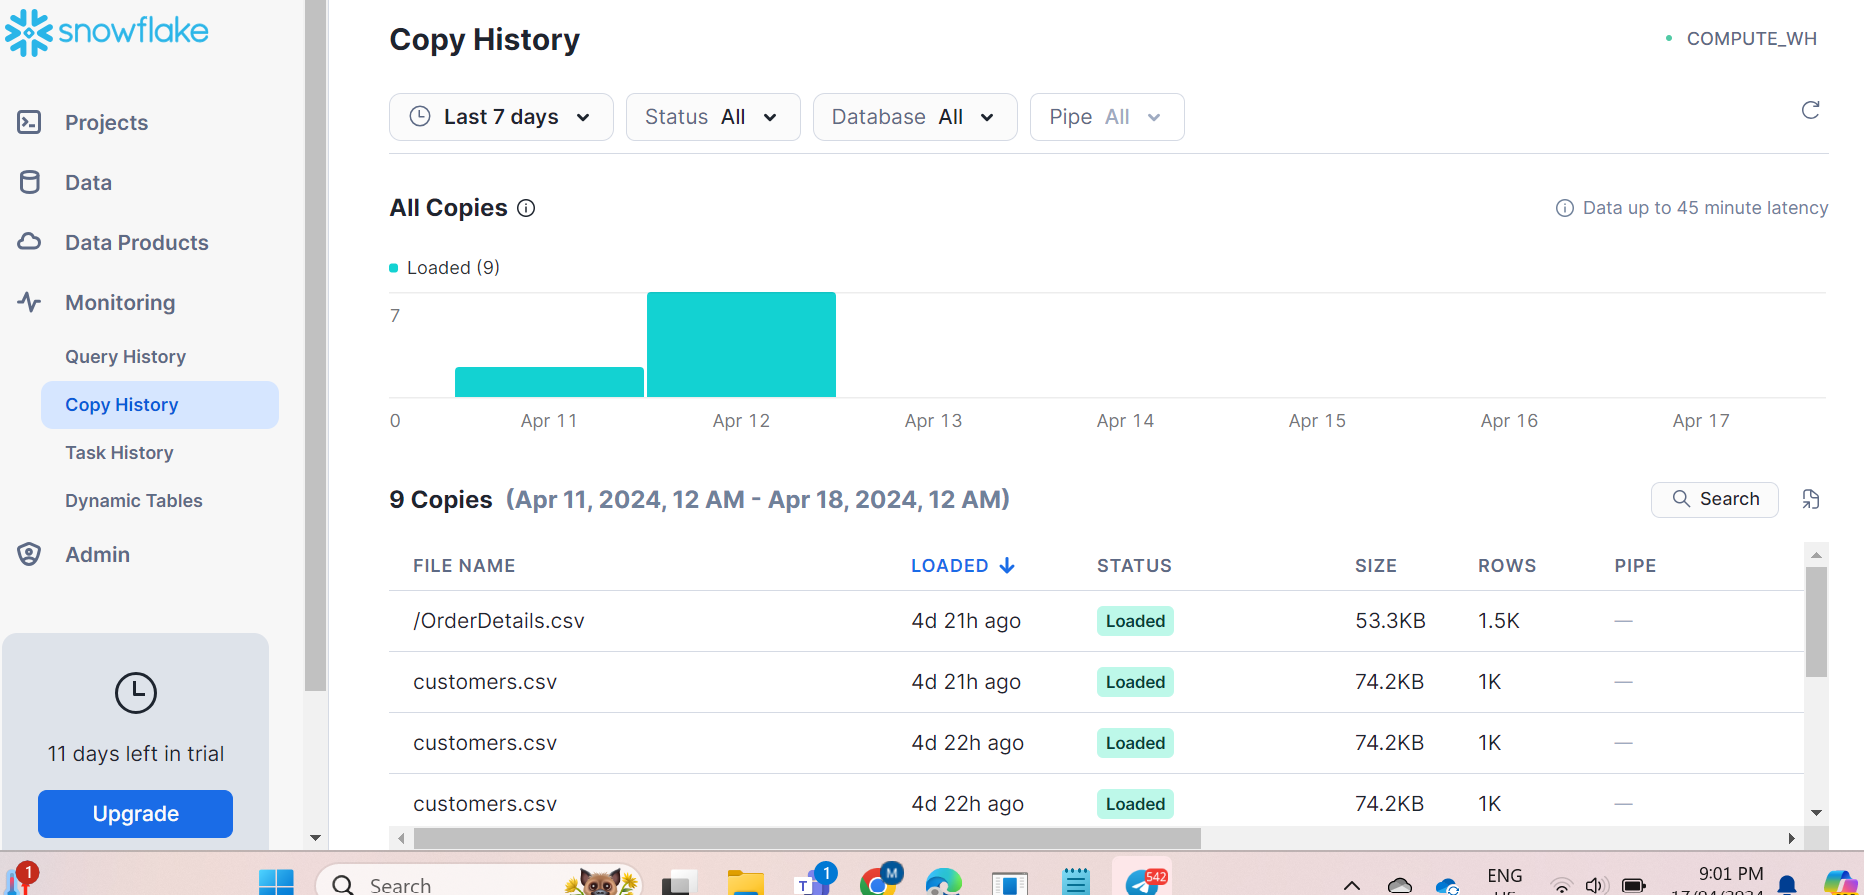 snowflake
Projects
Data
Data Products
Monitoring
Query History
Copy History
Task History
Dynamic Tables
Admin
11 days left in trial
Upgrade
Copy History
COMPUTE_WH
Last 7 days
Status All
Database All
Pipe All
All Copies
Data up to 45 minute latency
Loaded (9)
7
0 Apr 11 Apr 12 Apr 13 Apr 14 Apr 15 Apr 16 Apr 17
9 Copies (Apr 11, 2024, 12 AM - Apr 18, 2024, 12 AM)
Search
FILE NAME LOADED STATUS SIZE ROWS PIPE
/OrderDetails.csv 4d 21h ago Loaded 53.3KB 1.5K —
customers.csv 4d 21h ago Loaded 74.2KB 1K —
customers.csv 4d 22h ago Loaded 74.2KB 1K —
customers.csv 4d 22h ago Loaded 74.2KB 1K —
1
Search
T
1
M
542
ENG
9:01 PM